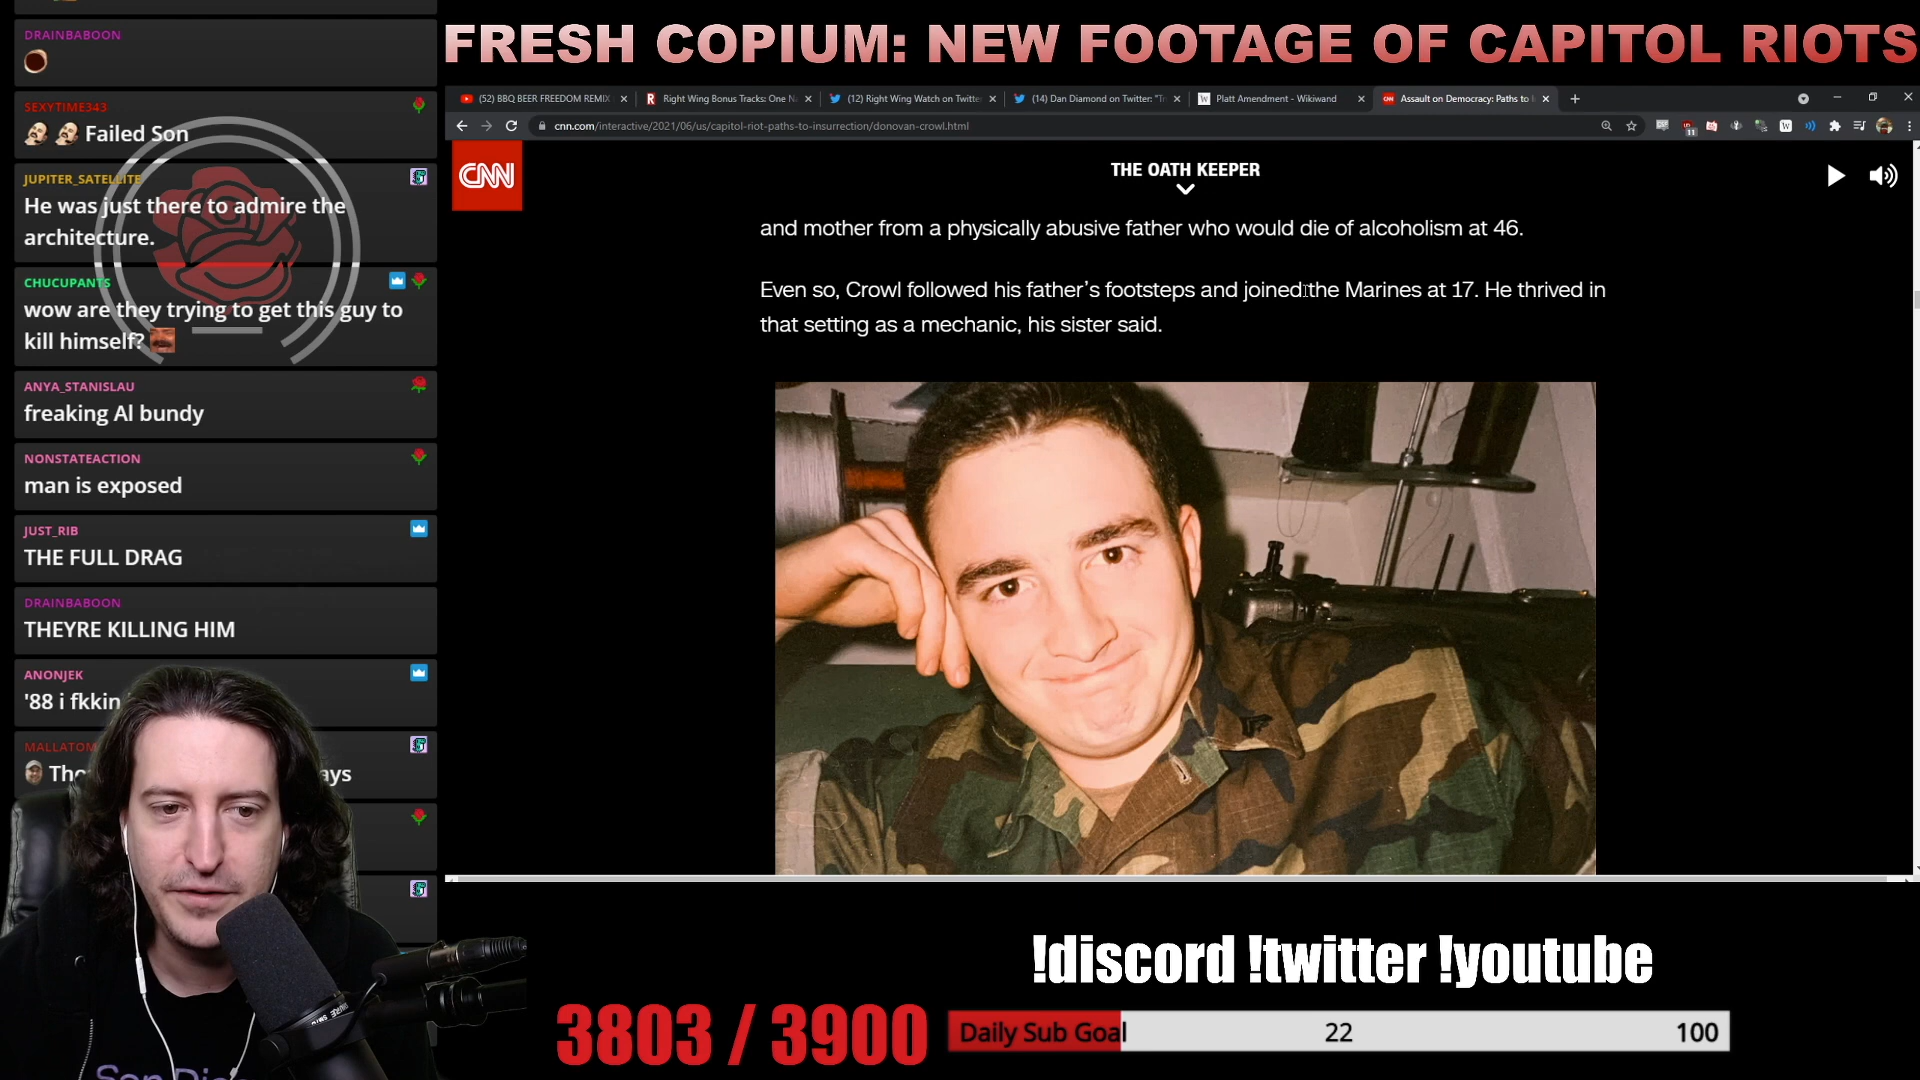 FRESH COPIUM: NEW FOOTAGE OF CAPITOL RIOTS
DRAINBABOON
SEXYTIME343
Failed Son
JUPITER_SATELLITE
He was just there to admire the
architecture.
CHUCUPANTS
wow are they trying to get this guy to
kill himself?
ANYA_STANISLAU
freaking Al bundy
NONSTATEACTION
man is exposed
JUST_RIB
THE FULL DRAG
DRAINBABOON
THEYRE KILLING HIM
ANONJEK
'88 i fkkin
MALLATOM
(52) BBQ BEER FREEDOM REMIX
Right Wing Bonus Tracks: One N
(12) Right Wing Watch on Twitte
(14) Dan Diamond on Twitter: "Tr
Platt Amendment - Wikiwand
Assault on Democracy: Paths to I
cnn.com/interactive/2021/06/us/capitol-riot-paths-to-insurrection/donovan-crowl.html
CNN
THE OATH KEEPER
and mother from a physically abusive father who would die of alcoholism at 46.
Even so, Crowl followed his father's footsteps and joined the Marines at 17. He thrived in
that setting as a mechanic, his sister said.
!discord !twitter !youtube
3803 / 3900
Daily Sub Goal 22 100